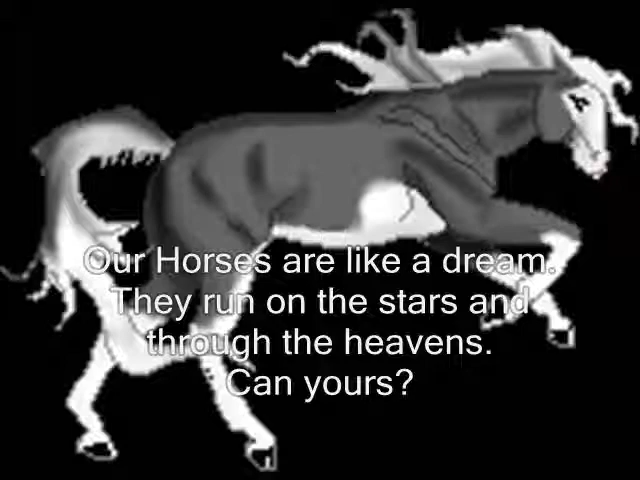 Our Horses are like a dream.
They run on the stars and
through the heavens.
Can yours?